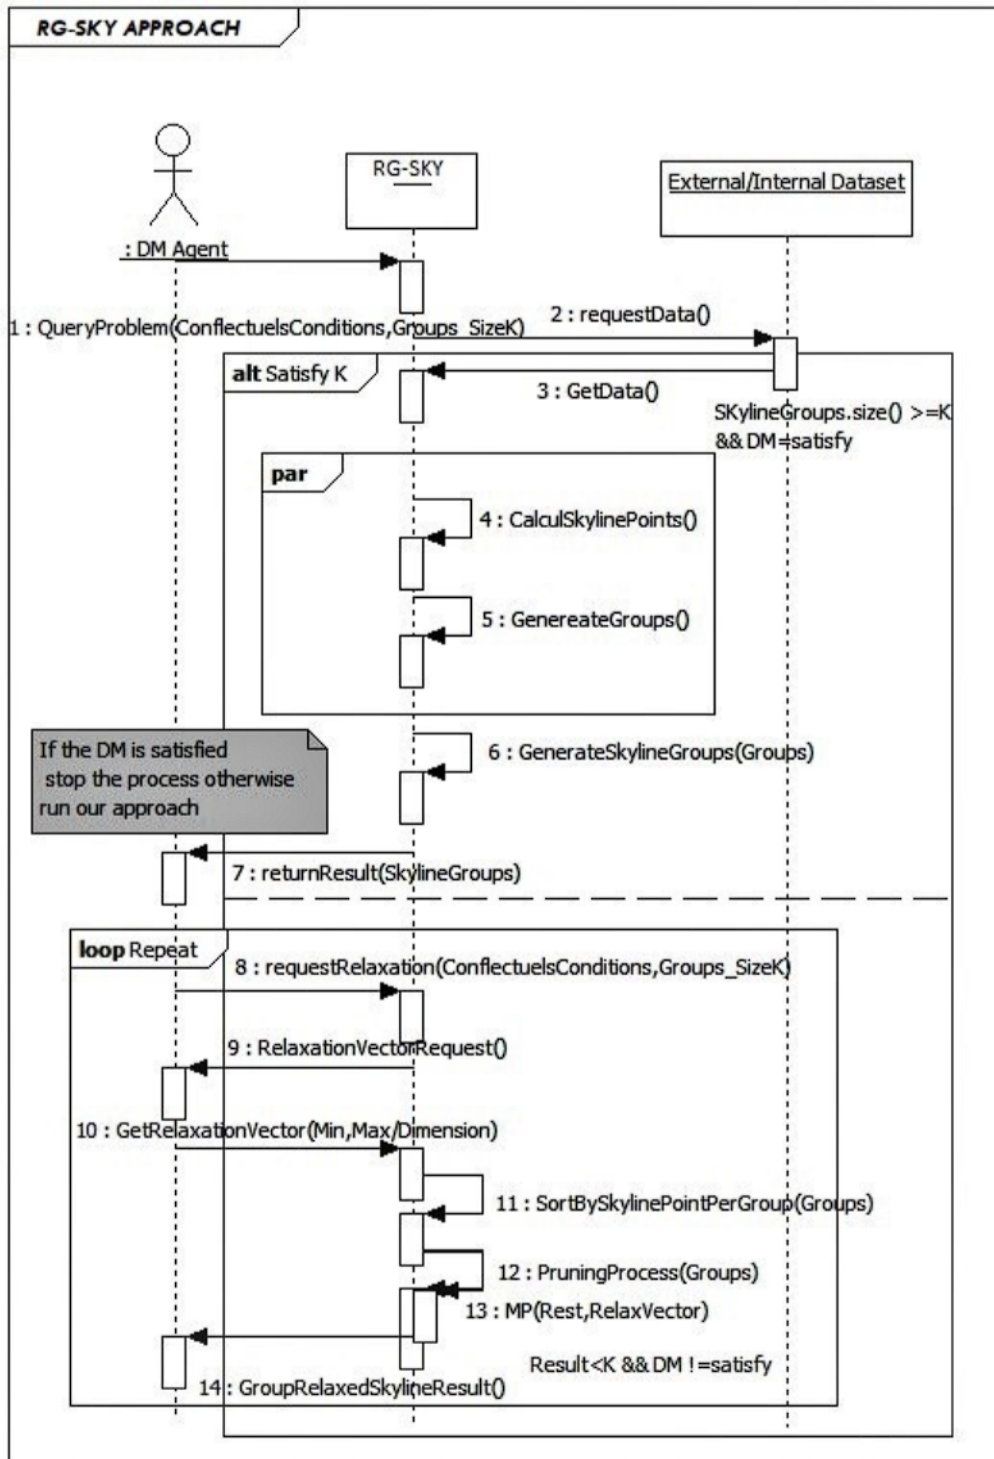 RG-SKY APPROACH
RG-SKY
External/Internal Dataset
: DM Agent
1 : QueryProblem(ConflectuelsConditions,Groups_SizeK)
2 : requestData()
alt Satisfy K
3 : GetData()
SKylineGroups.size() >=K
&& DM=satisfy
par
4 : CalculSkylinePoints()
5 : GenereateGroups()
If the DM is satisfied
stop the process otherwise
run our approach
6 : GenerateSkylineGroups(Groups)
7 : returnResult(SkylineGroups)
loop Repeat
8 : requestRelaxation(ConflectuelsConditions,Groups_SizeK)
9 : RelaxationVectorRequest()
10 : GetRelaxationVector(Min,Max/Dimension)
11 : SortBySkylinePointPerGroup(Groups)
12 : PruningProcess(Groups)
13 : MP(Rest,RelaxVector)
Result<K && DM !=satisfy
14 : GroupRelaxedSkylineResult()